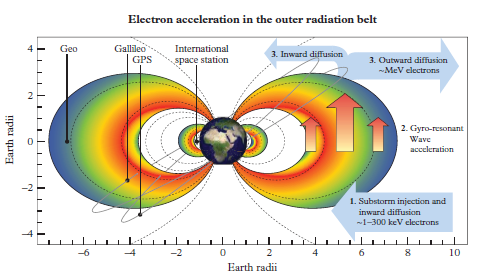 Electron acceleration in the outer radiation belt
Geo
Gallileo
GPS
International
space station
3. Inward diffusion
3. Outward diffusion
~MeV electrons
2. Gyro-resonant
Wave
acceleration
1. Substorm injection and
inward diffusion
~1–300 keV electrons
Earth radii
4
2
0
−2
−4
−6
−4
−2
0
2
4
6
8
10
Earth radii